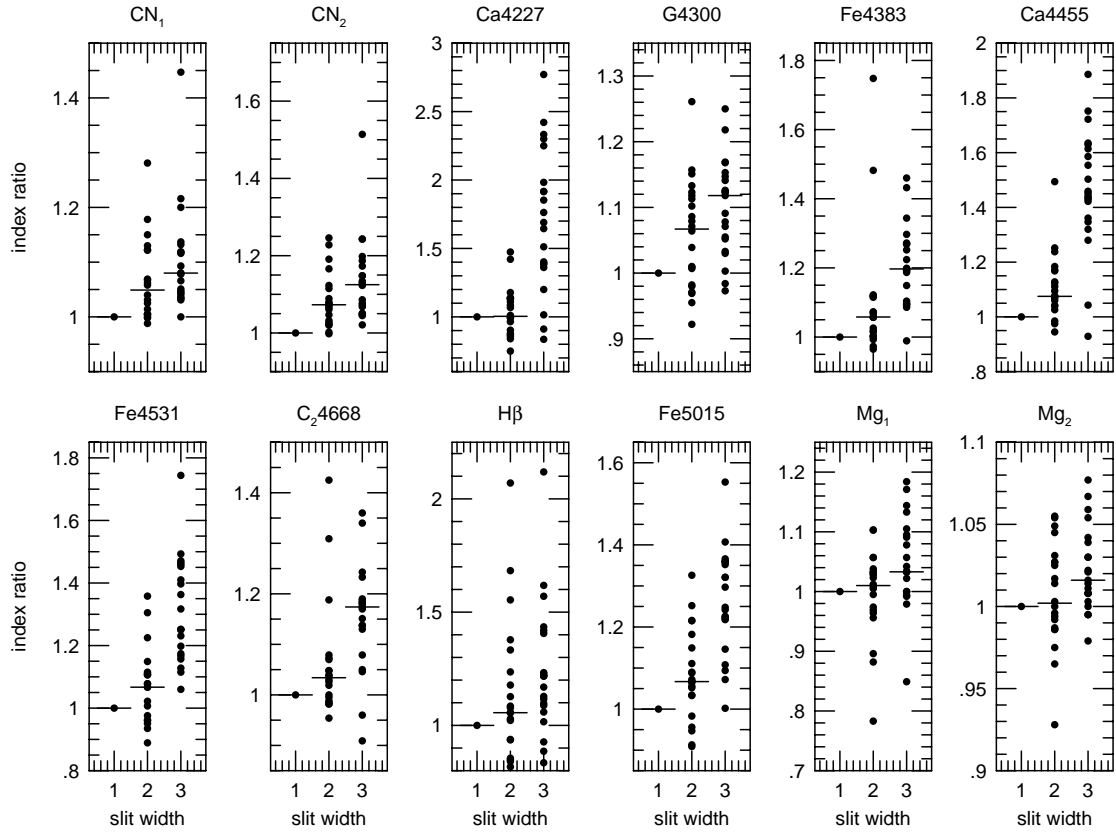 CN₁ CN₂ Ca4227 G4300 Fe4383 Ca4455
index ratio
1 1.2 1.4
1 1.2 1.4 1.6
1 1.5 2 2.5 3
.9 1 1.1 1.2 1.3
1 1.2 1.4 1.6 1.8
.8 1 1.2 1.4 1.6 1.8 2
Fe4531 C₂4668 Hβ Fe5015 Mg₁ Mg₂
index ratio
.8 1 1.2 1.4 1.6 1.8
1 1.2 1.4
1 1.5 2
1 1.2 1.4 1.6
.7 .8 .9 1 1.1 1.2
.9 .95 1 1.05 1.1
1 2 3 1 2 3 1 2 3 1 2 3 1 2 3 1 2 3
slit width slit width slit width slit width slit width slit width